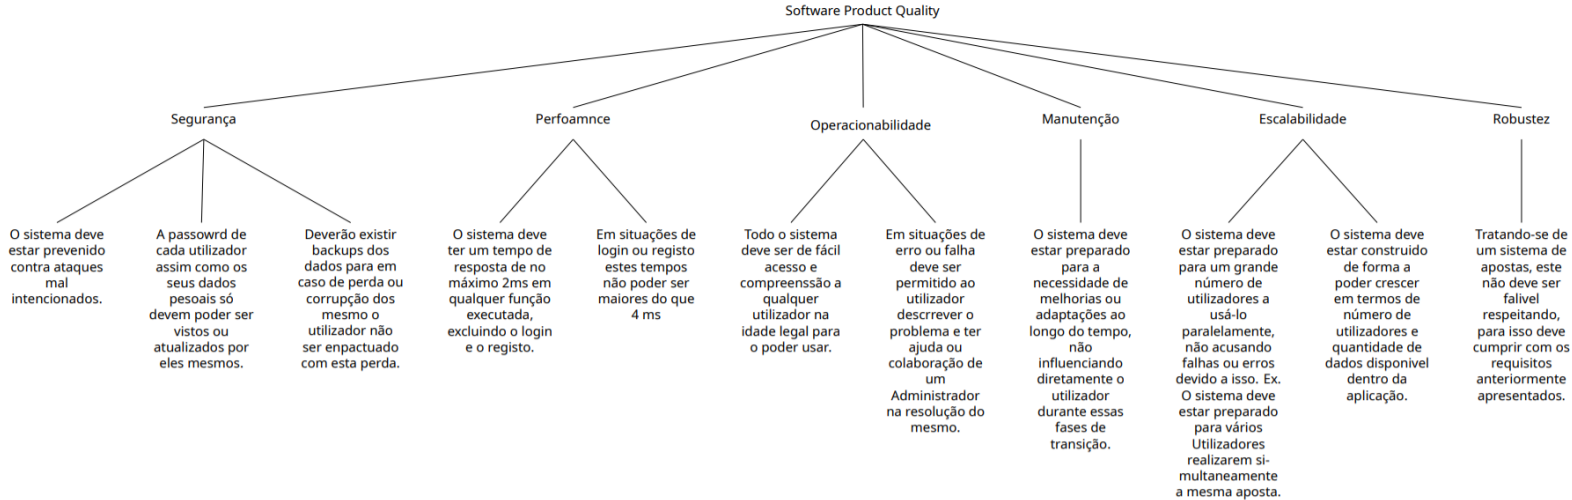 Software Product Quality
Segurança
Perfoamnce
Operacionabilidade
Manutenção
Escalabilidade
Robustez
O sistema deve
estar prevenido
contra ataques
mal
intencionados.
A passowrd de
cada utilizador
assim como os
seus dados
pesoais só
devem poder ser
vistos ou
atualizados por
eles mesmos.
Deverão existir
backups dos
dados para em
caso de perda ou
corrupção dos
mesmo o
utilizador não
ser enpactuado
com esta perda.
O sistema deve
ter um tempo de
resposta de no
máximo 2ms em
qualquer função
executada,
excluindo o login
e o registo.
Em situações de
login ou registo
estes tempos
não poder ser
maiores do que
4 ms
Todo o sistema
deve ser de fácil
acesso e
compreenssão a
qualquer
utilizador na
idade legal para
o poder usar.
Em situações de
erro ou falha
deve ser
permitido ao
utilizador
descrrever o
problema e ter
ajuda ou
colaboração de
um
Administrador
na resolução do
mesmo.
O sistema deve
estar preparado
para a
necessidade de
melhorias ou
adaptações ao
longo do tempo,
não
influenciando
diretamente o
utilizador
durante essas
fases de
transição.
O sistema deve
estar preparado
para um grande
número de
utilizadores a
usá-lo
paralelamente,
não acusando
falhas ou erros
devido a isso. Ex.
O sistema deve
estar preparado
para vários
Utilizadores
realizarem si-
multaneamente
a mesma aposta.
O sistema deve
estar construido
de forma a
poder crescer
em termos de
número de
utilizadores e
quantidade de
dados disponivel
dentro da
aplicação.
Tratando-se de
um sistema de
apostas, este
não deve ser
falivel
respeitando,
para isso deve
cumprir com os
requisitos
anteriormente
apresentados.